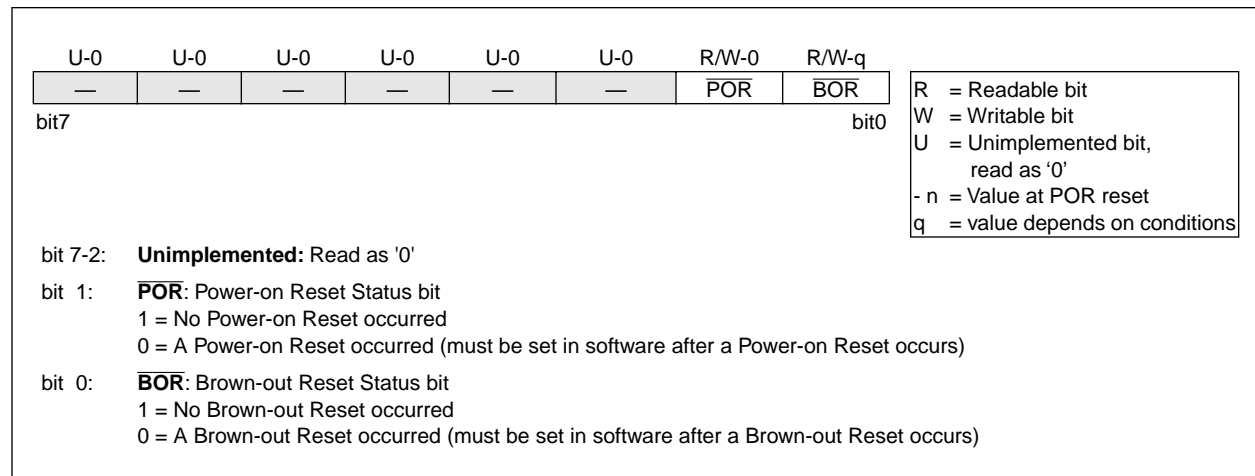 U-0 U-0 U-0 U-0 U-0 U-0 R/W-0 R/W-q
— — — — — — P̅O̅R̅ B̅O̅R̅
bit7 bit0
R = Readable bit
W = Writable bit
U = Unimplemented bit,
read as ‘0’
- n = Value at POR reset
q = value depends on conditions
bit 7-2: Unimplemented: Read as '0'
bit 1: P̅O̅R̅: Power-on Reset Status bit
1 = No Power-on Reset occurred
0 = A Power-on Reset occurred (must be set in software after a Power-on Reset occurs)
bit 0: B̅O̅R̅: Brown-out Reset Status bit
1 = No Brown-out Reset occurred
0 = A Brown-out Reset occurred (must be set in software after a Brown-out Reset occurs)